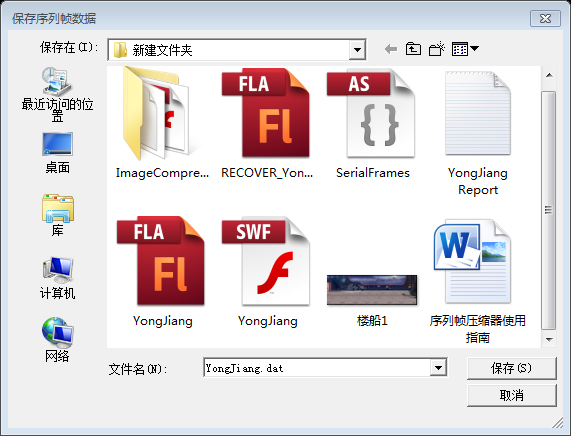 保存序列帧数据
保存在(I):
新建文件夹
最近访问的位
置
桌面
库
计算机
网络
FLA
Fl
AS
{ }
ImageCompre...
RECOVER_Yon...
SerialFrames
YongJiang
Report
FLA
Fl
SWF
W
YongJiang
YongJiang
楼船1
序列帧压缩器使用
指南
文件名(N):
YongJiang.dat
保存(S)
取消